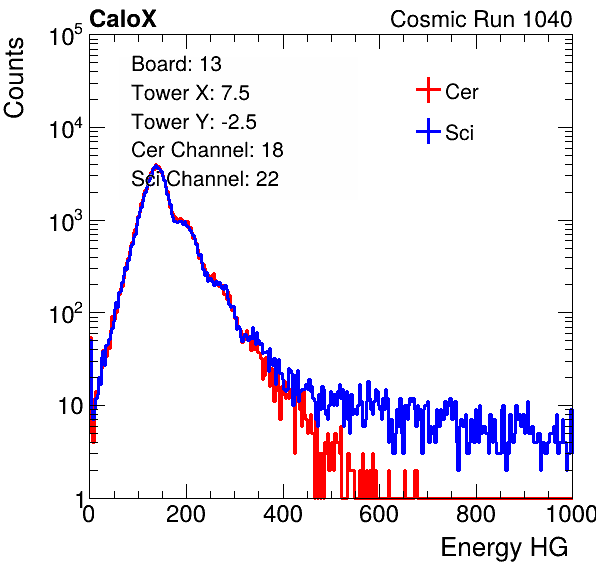 CaloX Cosmic Run 1040
Counts
10^5
10^4
10^3
10^2
10
1
Board: 13
Tower X: 7.5
Tower Y: -2.5
Cer Channel: 18
Sci Channel: 22
Cer
Sci
0 200 400 600 800 1000
Energy HG